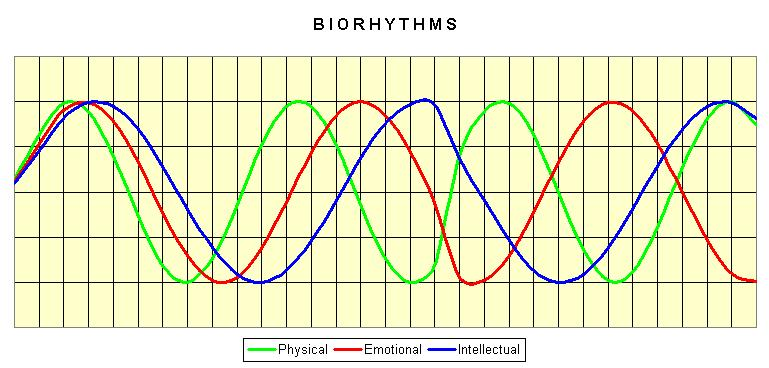 BIORHYTHMS
Physical Emotional Intellectual